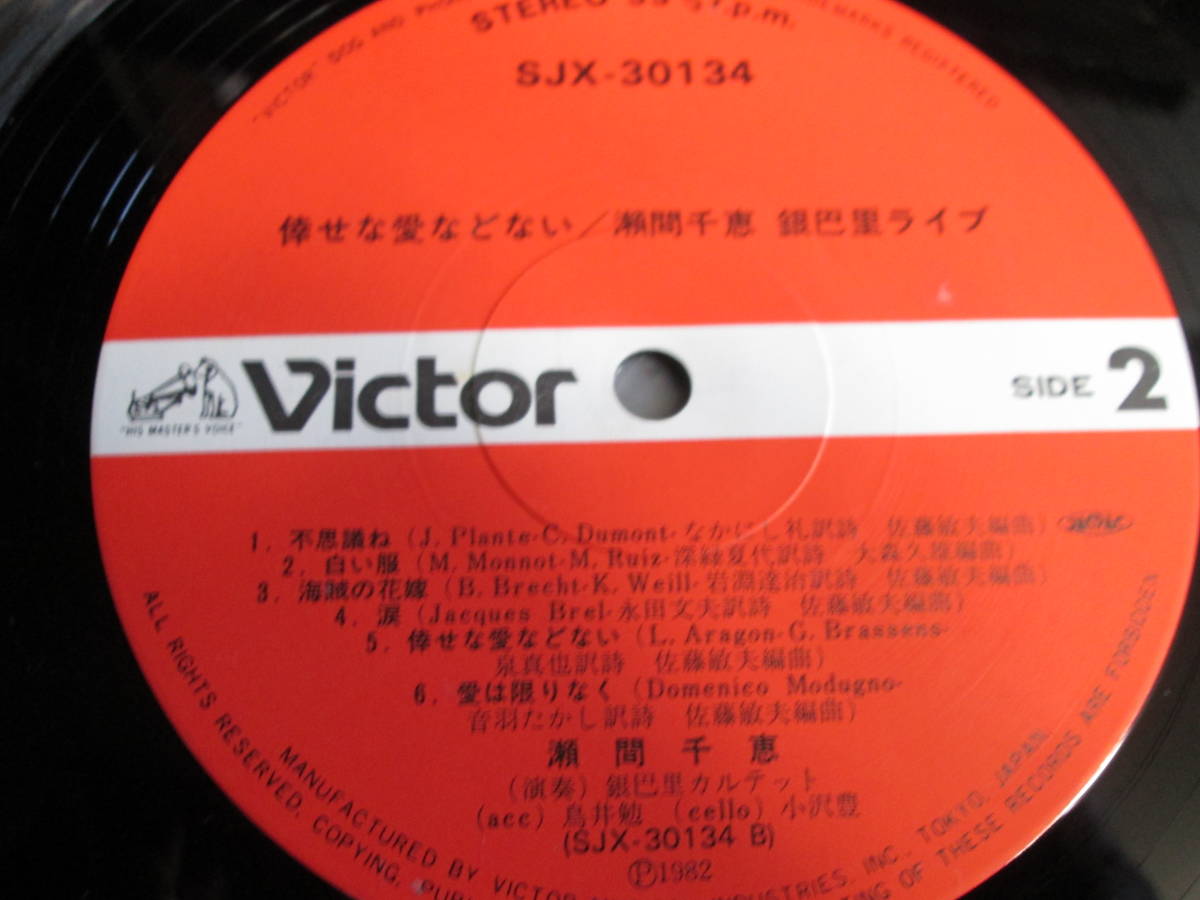 STEREO
SJX-30134
倖せな愛などない/瀬間千恵 銀巴里ライブ
"HIS MASTER'S VOICE"
Victor
SIDE 2
1. 不思議ね (J. Plante-C. Dumont-なかにし礼訳詩 佐藤敏夫編曲)
2. 白い服 (M. Monnot-M. Ruiz-深緑夏代訳詩 大森久雄編曲)
3. 海賊の花嫁 (B. Brecht-K. Weill-岩淵達治訳詩 佐藤敏夫編曲)
4. 涙 (Jacques Brel-永田文夫訳詩 佐藤敏夫編曲)
5. 倖せな愛などない (L. Aragon-G. Brassens-
泉真也訳詩 佐藤敏夫編曲)
6. 愛は限りなく (Domenico Modugno-
音羽たかし訳詩 佐藤敏夫編曲)
瀬間千恵
(演奏) 銀巴里カルテット
(acc) 鳥井勉 (cello) 小沢豊
(SJX-30134 B)
Ⓟ1982
"VICTOR" DOG AND
REGISTERED
MANUFACTURED BY VICTOR INDUSTRIES, INC., TOKYO, JAPAN
ALL RIGHTS RESERVED. COPYING, OF THESE RECORDS ARE FORBIDDEN